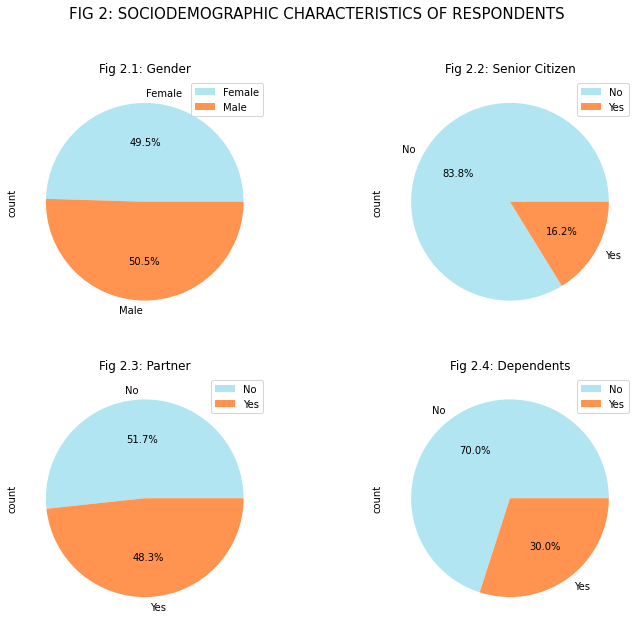 FIG 2: SOCIODEMOGRAPHIC CHARACTERISTICS OF RESPONDENTS
Fig 2.1: Gender
Female
Female
Male
49.5%
count
50.5%
Male
Fig 2.2: Senior Citizen
No
Yes
No
83.8%
count
16.2%
Yes
Fig 2.3: Partner
No
No
Yes
51.7%
count
48.3%
Yes
Fig 2.4: Dependents
No
Yes
No
70.0%
count
30.0%
Yes